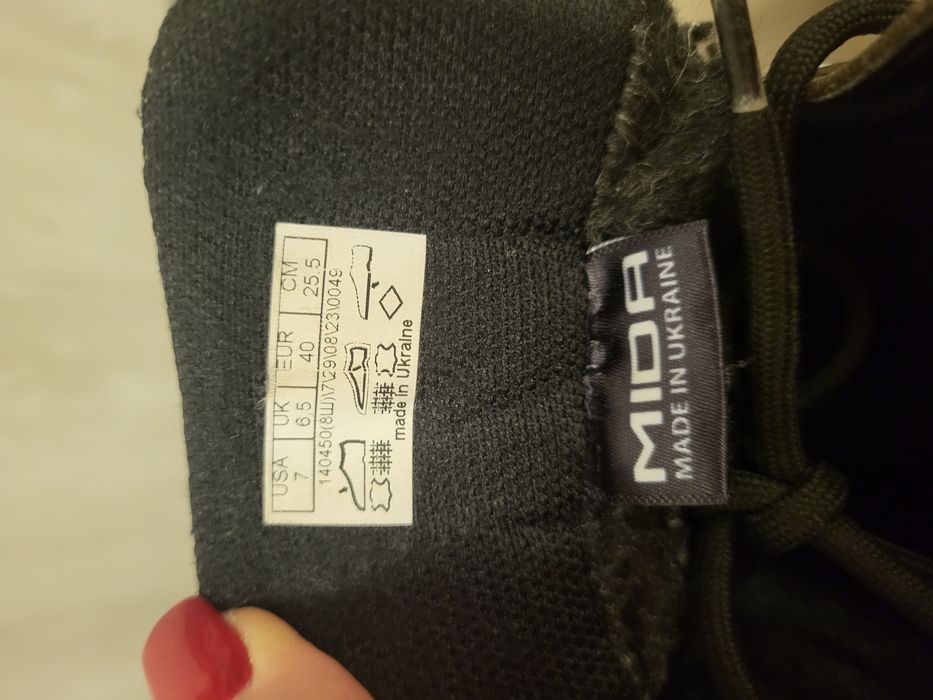 USA UK EUR CM
7 6.5 40 25.5
140450(8Ш)\7\29\08\23\0049
made in Ukraine
MIDA
MADE IN UKRAINE